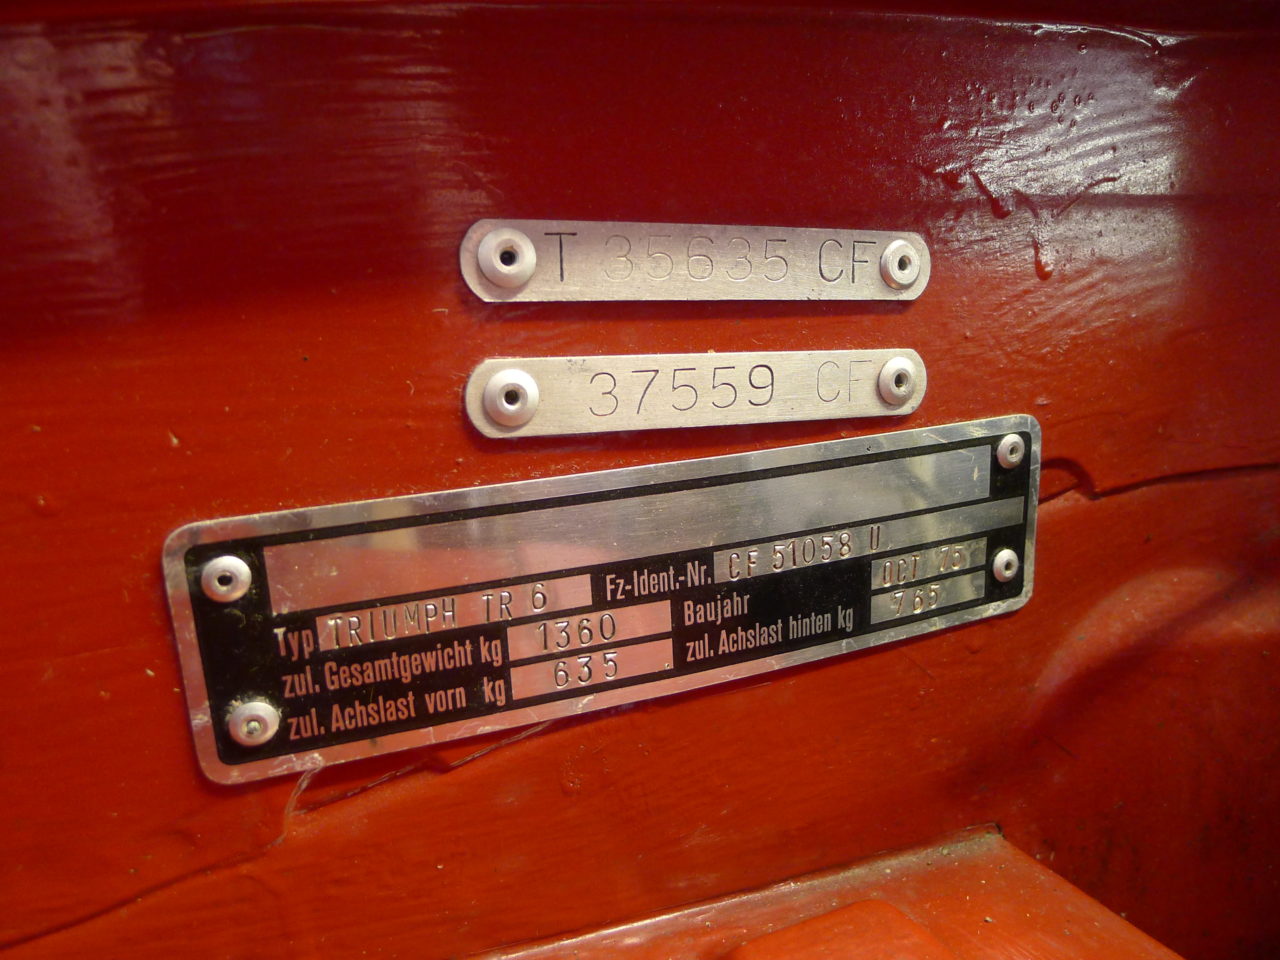 T 35635 CF
37559 CF
Typ TRIUMPH TR 6 Fz-Ident.-Nr. CF 51058 U
zul. Gesamtgewicht kg 1360 Baujahr OCT 75
zul. Achslast vorn kg 635 zul. Achslast hinten kg 765